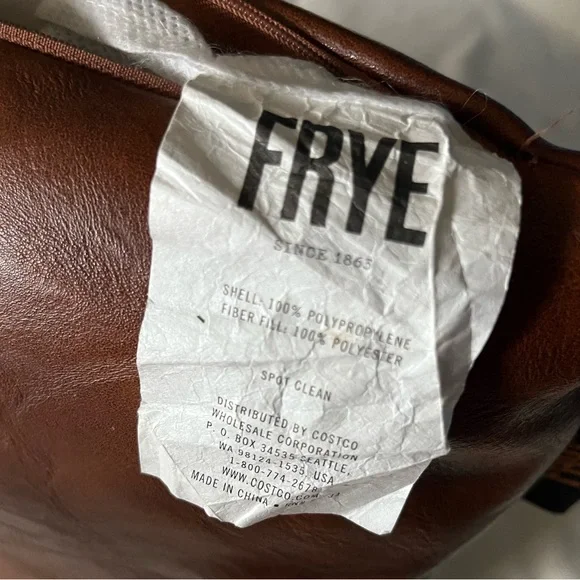 FRYE
SINCE 1863
SHELL: 100% POLYPROPYLENE
FIBER FILL: 100% POLYESTER
SPOT CLEAN
DISTRIBUTED BY COSTCO
WHOLESALE CORPORATION
P. O. BOX 34535 SEATTLE,
WA 98124-1535, USA
1-800-774-2678
WWW.COSTCO.
MADE IN CHINA